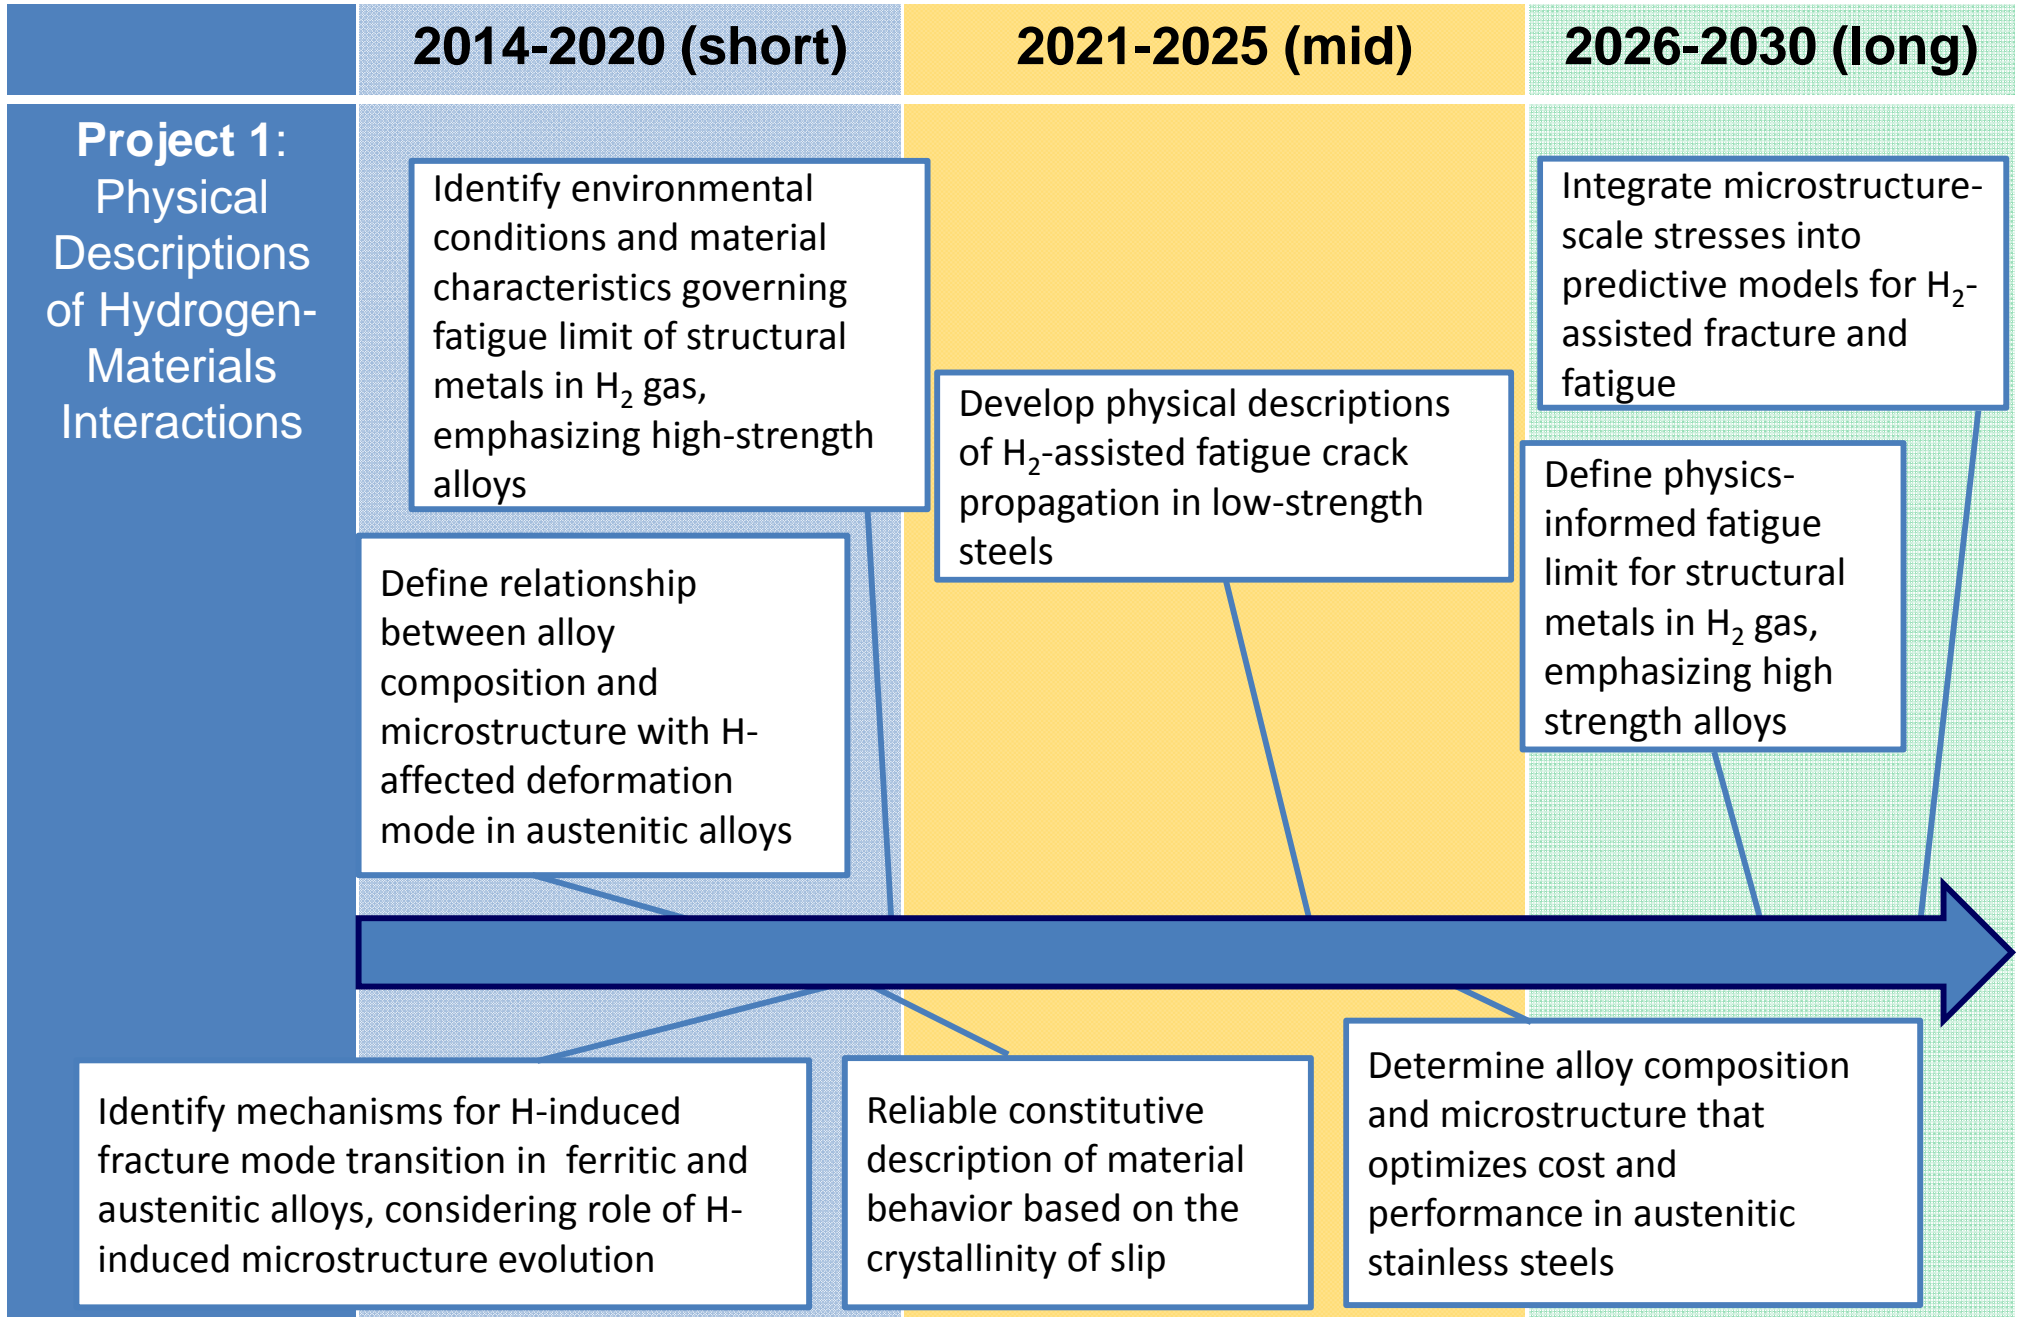 2014-2020 (short)
2021-2025 (mid)
2026-2030 (long)
Project 1:
Physical
Descriptions
of Hydrogen-
Materials
Interactions
Identify environmental
conditions and material
characteristics governing
fatigue limit of structural
metals in H₂ gas,
emphasizing high-strength
alloys
Define relationship
between alloy
composition and
microstructure with H-
affected deformation
mode in austenitic alloys
Develop physical descriptions
of H₂-assisted fatigue crack
propagation in low-strength
steels
Integrate microstructure-
scale stresses into
predictive models for H₂-
assisted fracture and
fatigue
Define physics-
informed fatigue
limit for structural
metals in H₂ gas,
emphasizing high
strength alloys
Identify mechanisms for H-induced
fracture mode transition in  ferritic and
austenitic alloys, considering role of H-
induced microstructure evolution
Reliable constitutive
description of material
behavior based on the
crystallinity of slip
Determine alloy composition
and microstructure that
optimizes cost and
performance in austenitic
stainless steels